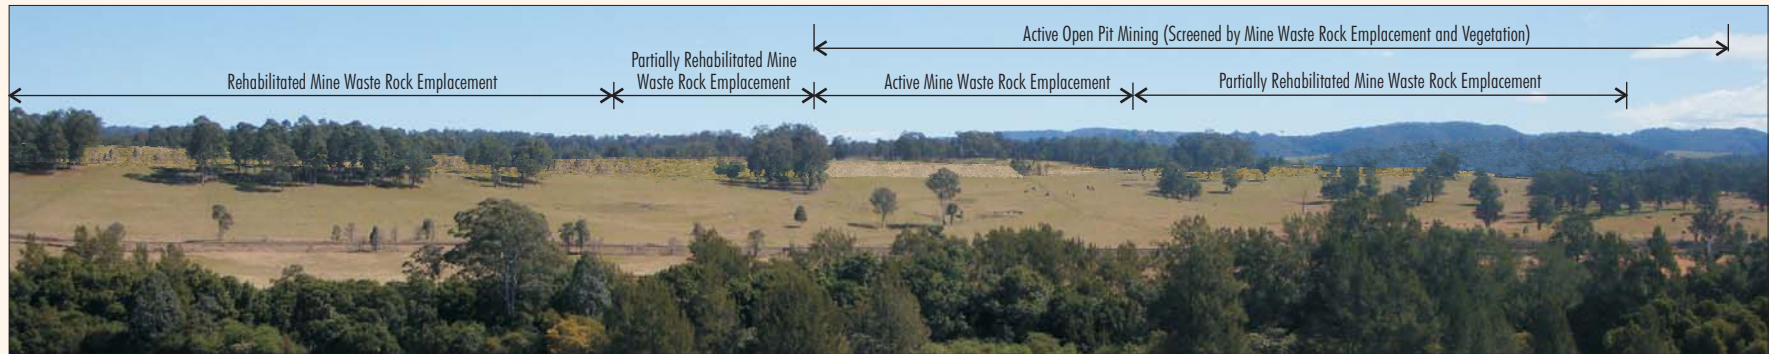 Active Open Pit Mining (Screened by Mine Waste Rock Emplacement and Vegetation)
Rehabilitated Mine Waste Rock Emplacement
Partially Rehabilitated Mine
Waste Rock Emplacement
Active Mine Waste Rock Emplacement
Partially Rehabilitated Mine Waste Rock Emplacement